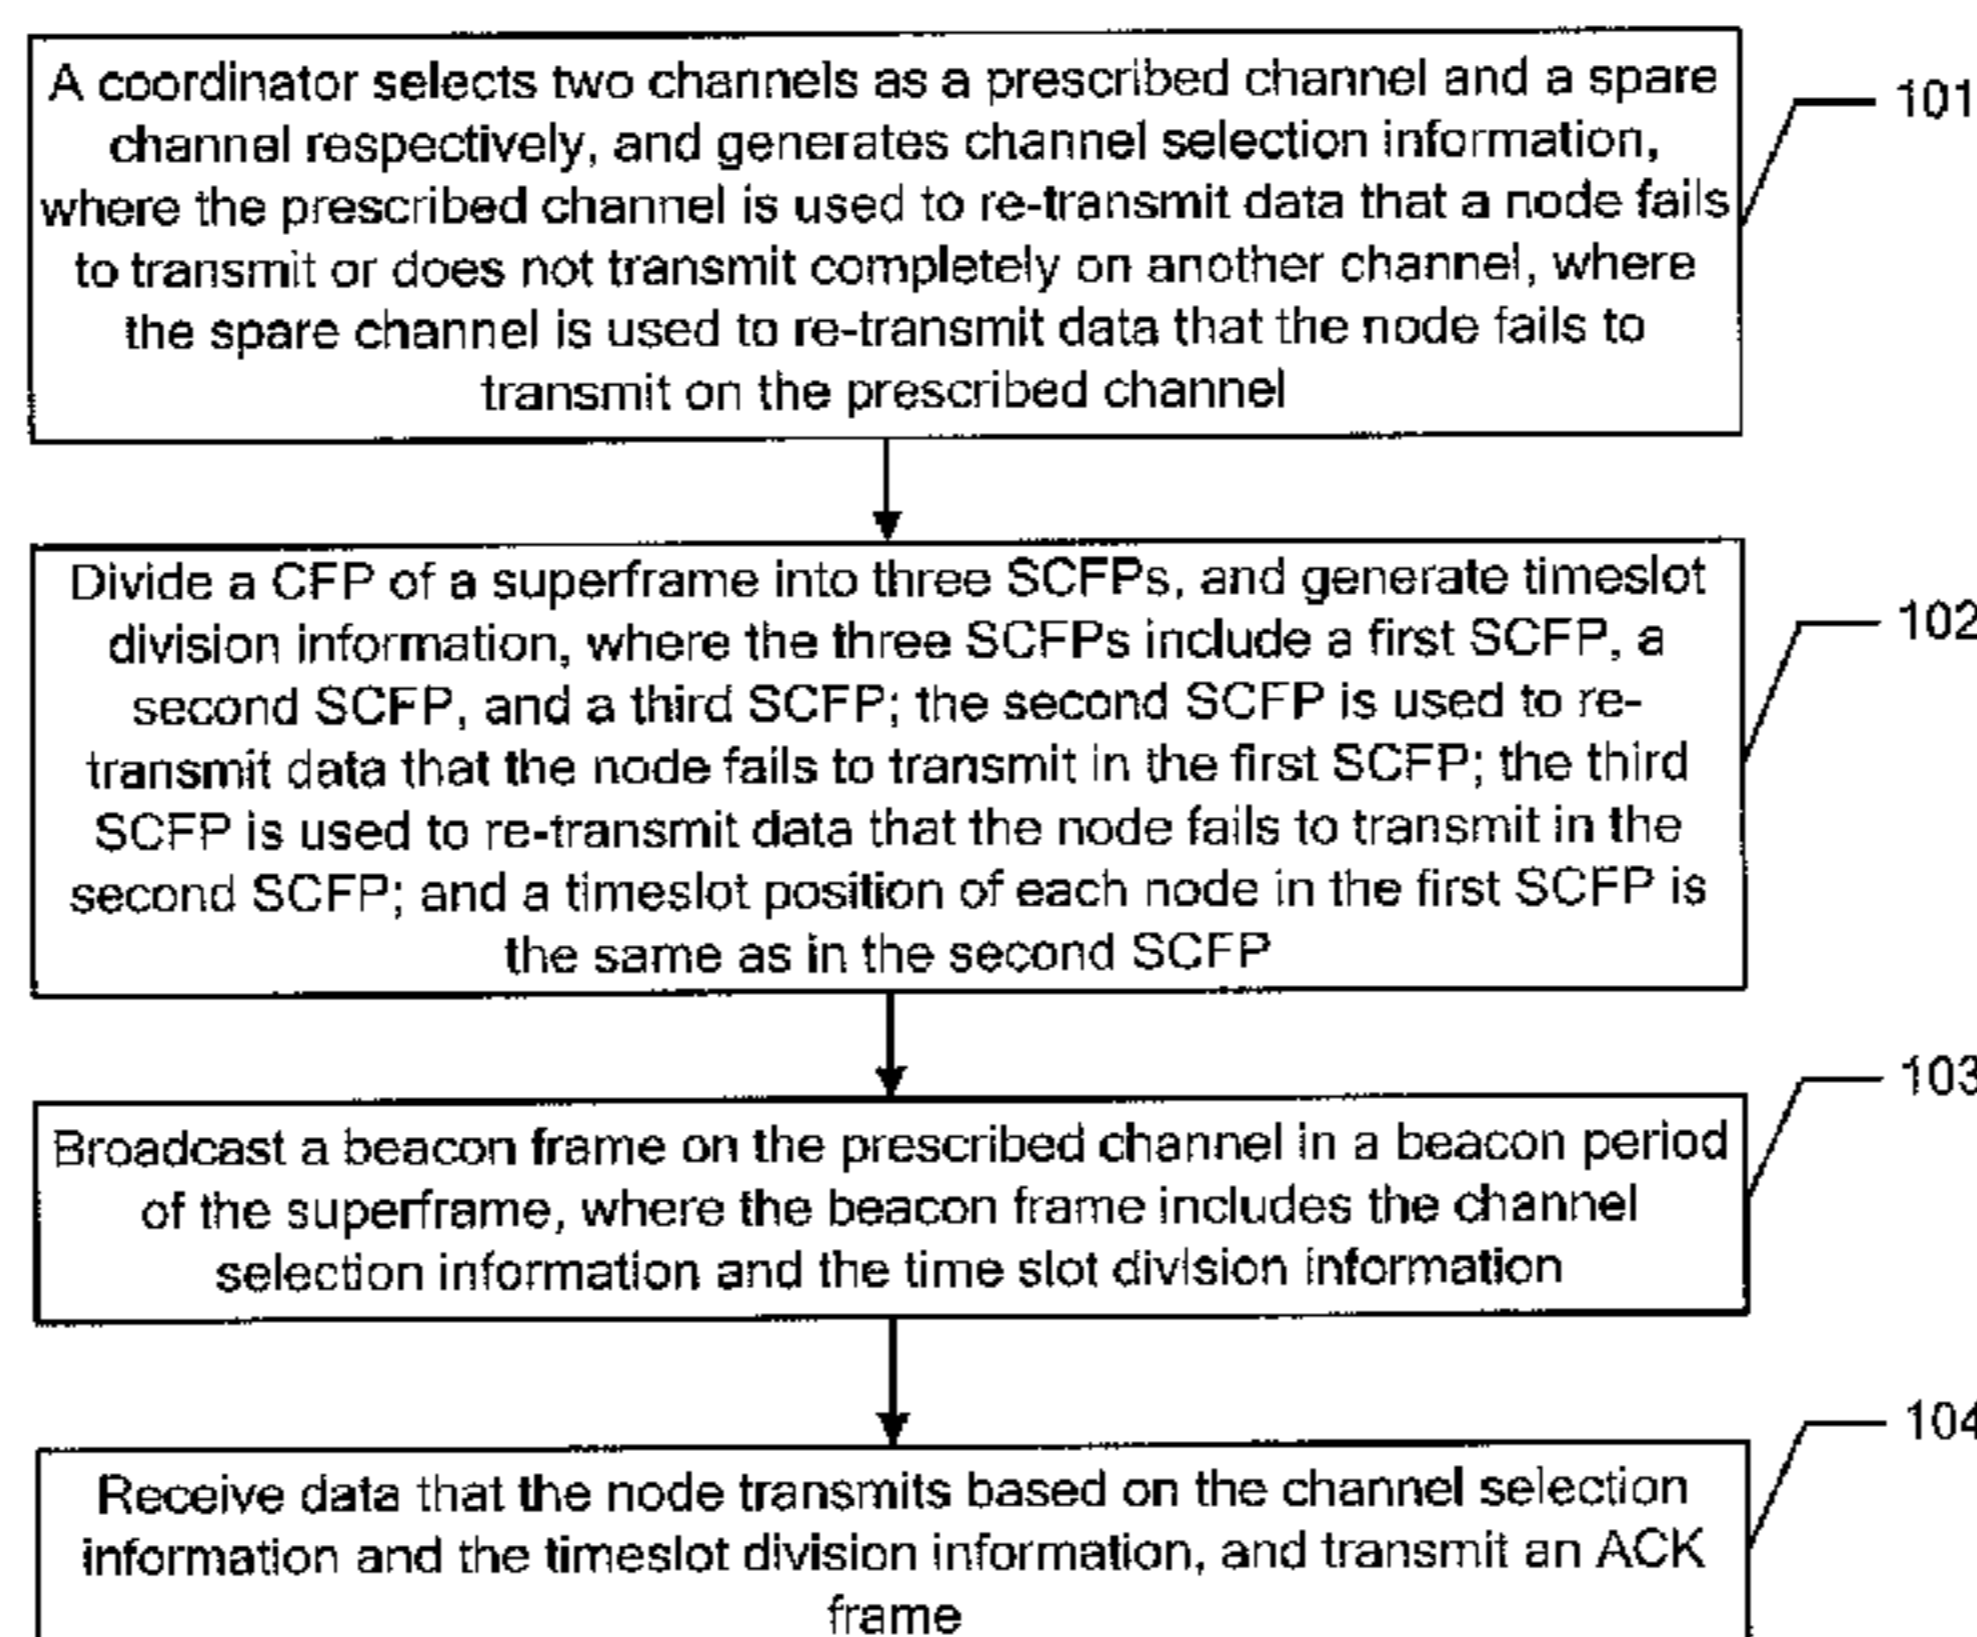 A coordinator selects two channels as a prescribed channel and a spare
channel respectively, and generates channel selection information,
where the prescribed channel is used to re-transmit data that a node fails
to transmit or does not transmit completely on another channel, where
the spare channel is used to re-transmit data that the node fails to
transmit on the prescribed channel
101
Divide a CFP of a superframe into three SCFPs, and generate timeslot
division information, where the three SCFPs include a first SCFP, a
second SCFP, and a third SCFP; the second SCFP is used to re-
transmit data that the node fails to transmit in the first SCFP; the third
SCFP is used to re-transmit data that the node fails to transmit in the
second SCFP; and a timeslot position of each node in the first SCFP is
the same as in the second SCFP
102
Broadcast a beacon frame on the prescribed channel in a beacon period
of the superframe, where the beacon frame includes the channel
selection information and the time slot division information
103
Receive data that the node transmits based on the channel selection
information and the timeslot division information, and transmit an ACK
frame
104